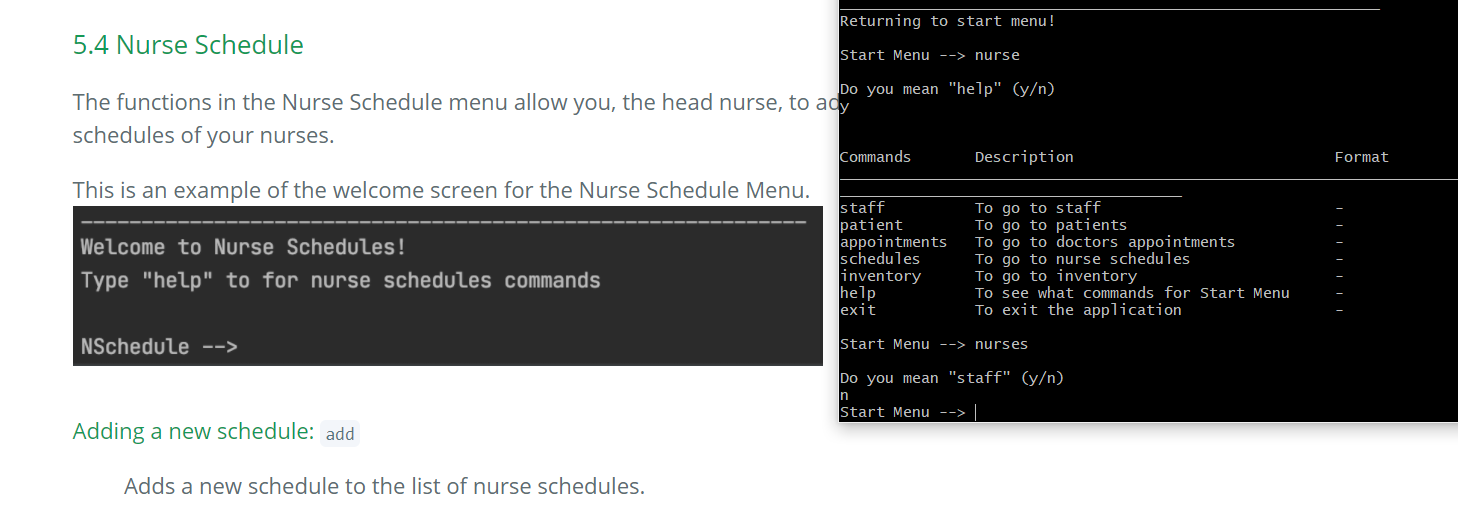 5.4 Nurse Schedule
The functions in the Nurse Schedule menu allow you, the head nurse, to
schedules of your nurses.
This is an example of the welcome screen for the Nurse Schedule Menu.
Welcome to Nurse Schedules!
Type "help" to for nurse schedules commands
NSchedule -->
Adding a new schedule: add
Adds a new schedule to the list of nurse schedules.
Returning to start menu!
Start Menu --> nurse
Do you mean "help" (y/n)
y
Commands Description Format
staff To go to staff -
patient To go to patients -
appointments To go to doctors appointments -
schedules To go to nurse schedules -
inventory To go to inventory -
help To see what commands for Start Menu -
exit To exit the application -
Start Menu --> nurses
Do you mean "staff" (y/n)
n
Start Menu -->